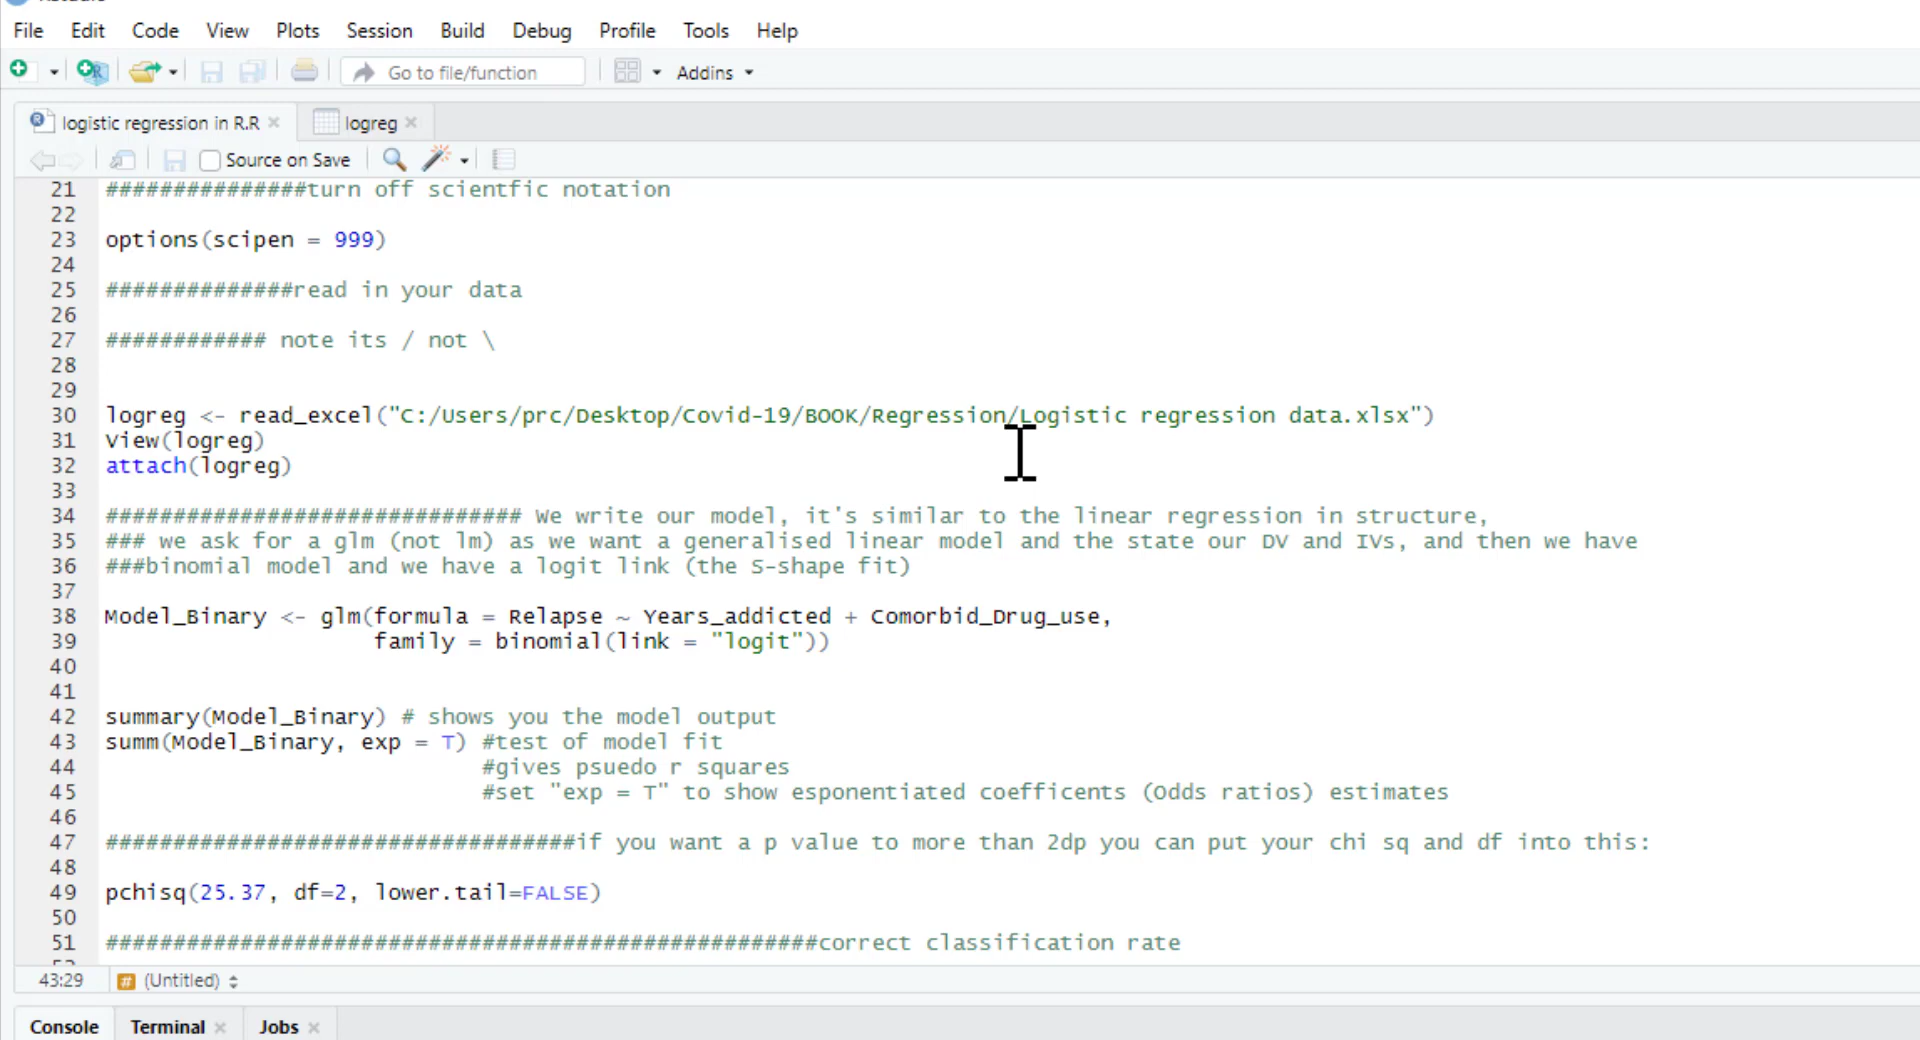 File Edit Code View Plots Session Build Debug Profile Tools Help
Go to file/function Addins
logistic regression in R.R logreg
Source on Save
21 ###############turn off scientfic notation
22
23 options(scipen = 999)
24
25 ##############read in your data
26
27 ############ note its / not \
28
29
30 logreg <- read_excel("C:/Users/prc/Desktop/Covid-19/BOOK/Regression/Logistic regression data.xlsx")
31 View(logreg)
32 attach(logreg)
33
34 ############################### We write our model, it's similar to the linear regression in structure,
35 ### we ask for a glm (not lm) as we want a generalised linear model and the state our DV and IVs, and then we have
36 ###binomial model and we have a logit link (the S-shape fit)
37
38 Model_Binary <- glm(formula = Relapse ~ Years_addicted + Comorbid_Drug_use,
39 family = binomial(link = "logit"))
40
41
42 summary(Model_Binary) # shows you the model output
43 summ(Model_Binary, exp = T) #test of model fit
44 #gives psuedo r squares
45 #set "exp = T" to show esponentiated coefficents (Odds ratios) estimates
46
47 ###################################if you want a p value to more than 2dp you can put your chi sq and df into this:
48
49 pchisq(25.37, df=2, lower.tail=FALSE)
50
51 #####################################################correct classification rate
43:29 # (Untitled)
Console Terminal Jobs